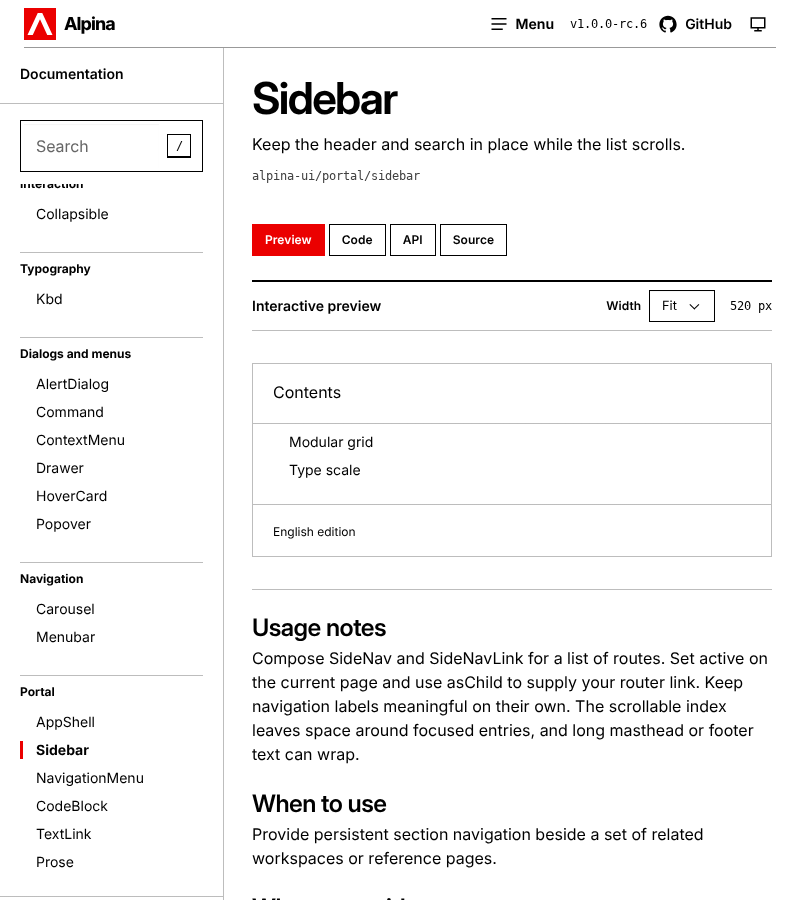 Alpina
Menu
v1.0.0-rc.6
GitHub
Documentation
Search
/
Interaction
Collapsible
Typography
Kbd
Dialogs and menus
AlertDialog
Command
ContextMenu
Drawer
HoverCard
Popover
Navigation
Carousel
Menubar
Portal
AppShell
Sidebar
NavigationMenu
CodeBlock
TextLink
Prose
Sidebar
Keep the header and search in place while the list scrolls.
alpina-ui/portal/sidebar
Preview
Code
API
Source
Interactive preview
Width
Fit
520 px
Contents
Modular grid
Type scale
English edition
Usage notes
Compose SideNav and SideNavLink for a list of routes. Set active on
the current page and use asChild to supply your router link. Keep
navigation labels meaningful on their own. The scrollable index
leaves space around focused entries, and long masthead or footer
text can wrap.
When to use
Provide persistent section navigation beside a set of related
workspaces or reference pages.